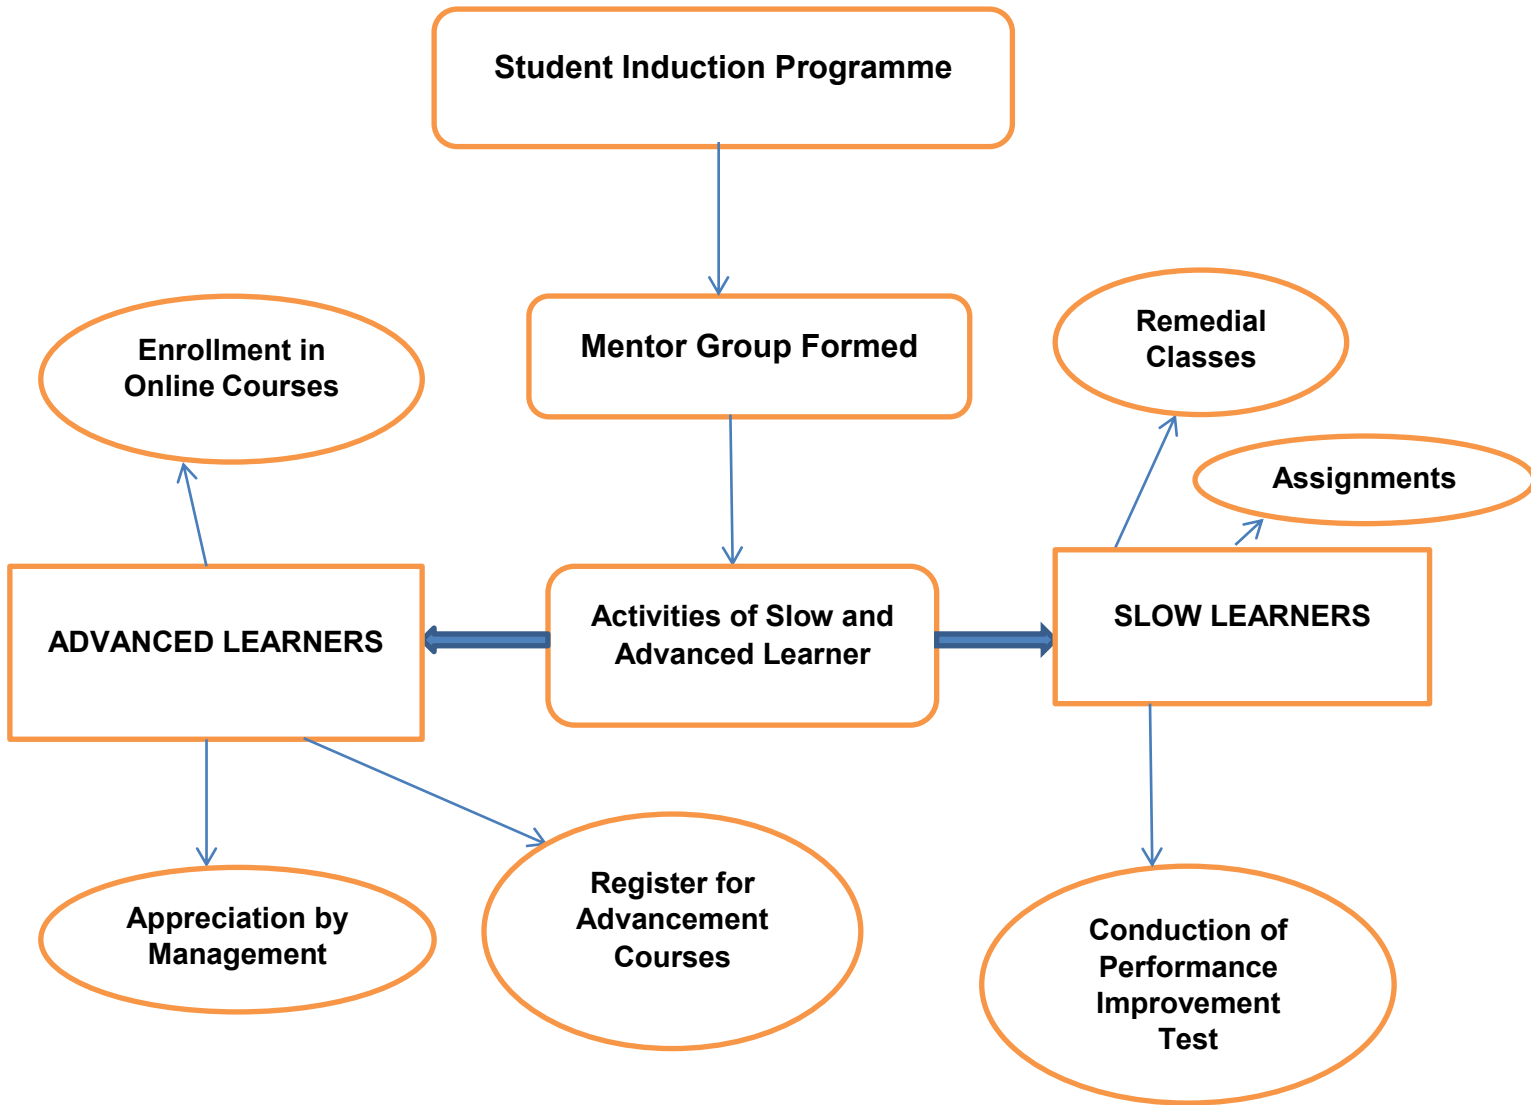 Student Induction Programme
Mentor Group Formed
Enrollment in
Online Courses
Remedial
Classes
Assignments
ADVANCED LEARNERS
Activities of Slow and
Advanced Learner
SLOW LEARNERS
Appreciation by
Management
Register for
Advancement
Courses
Conduction of
Performance
Improvement
Test